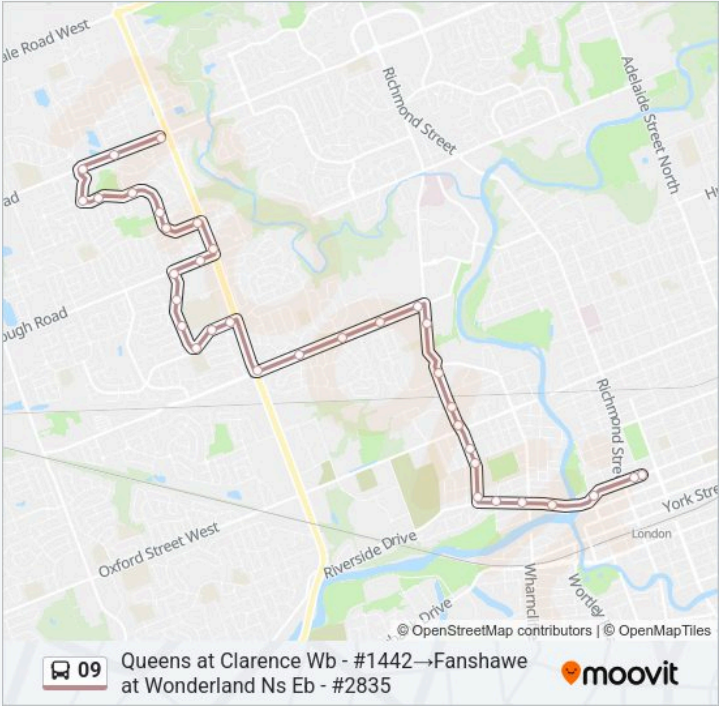 ale Road West
Richmond Street
Adelaide Street North
ad
ough Road
Richmond Stre
York Stre
London
Oxford Street West
Riverside Drive
Wharncl
Wortley
Drive
© OpenStreetMap contributors | © OpenMapTiles
09
Queens at Clarence Wb - #1442→Fanshawe
at Wonderland Ns Eb - #2835
moovit